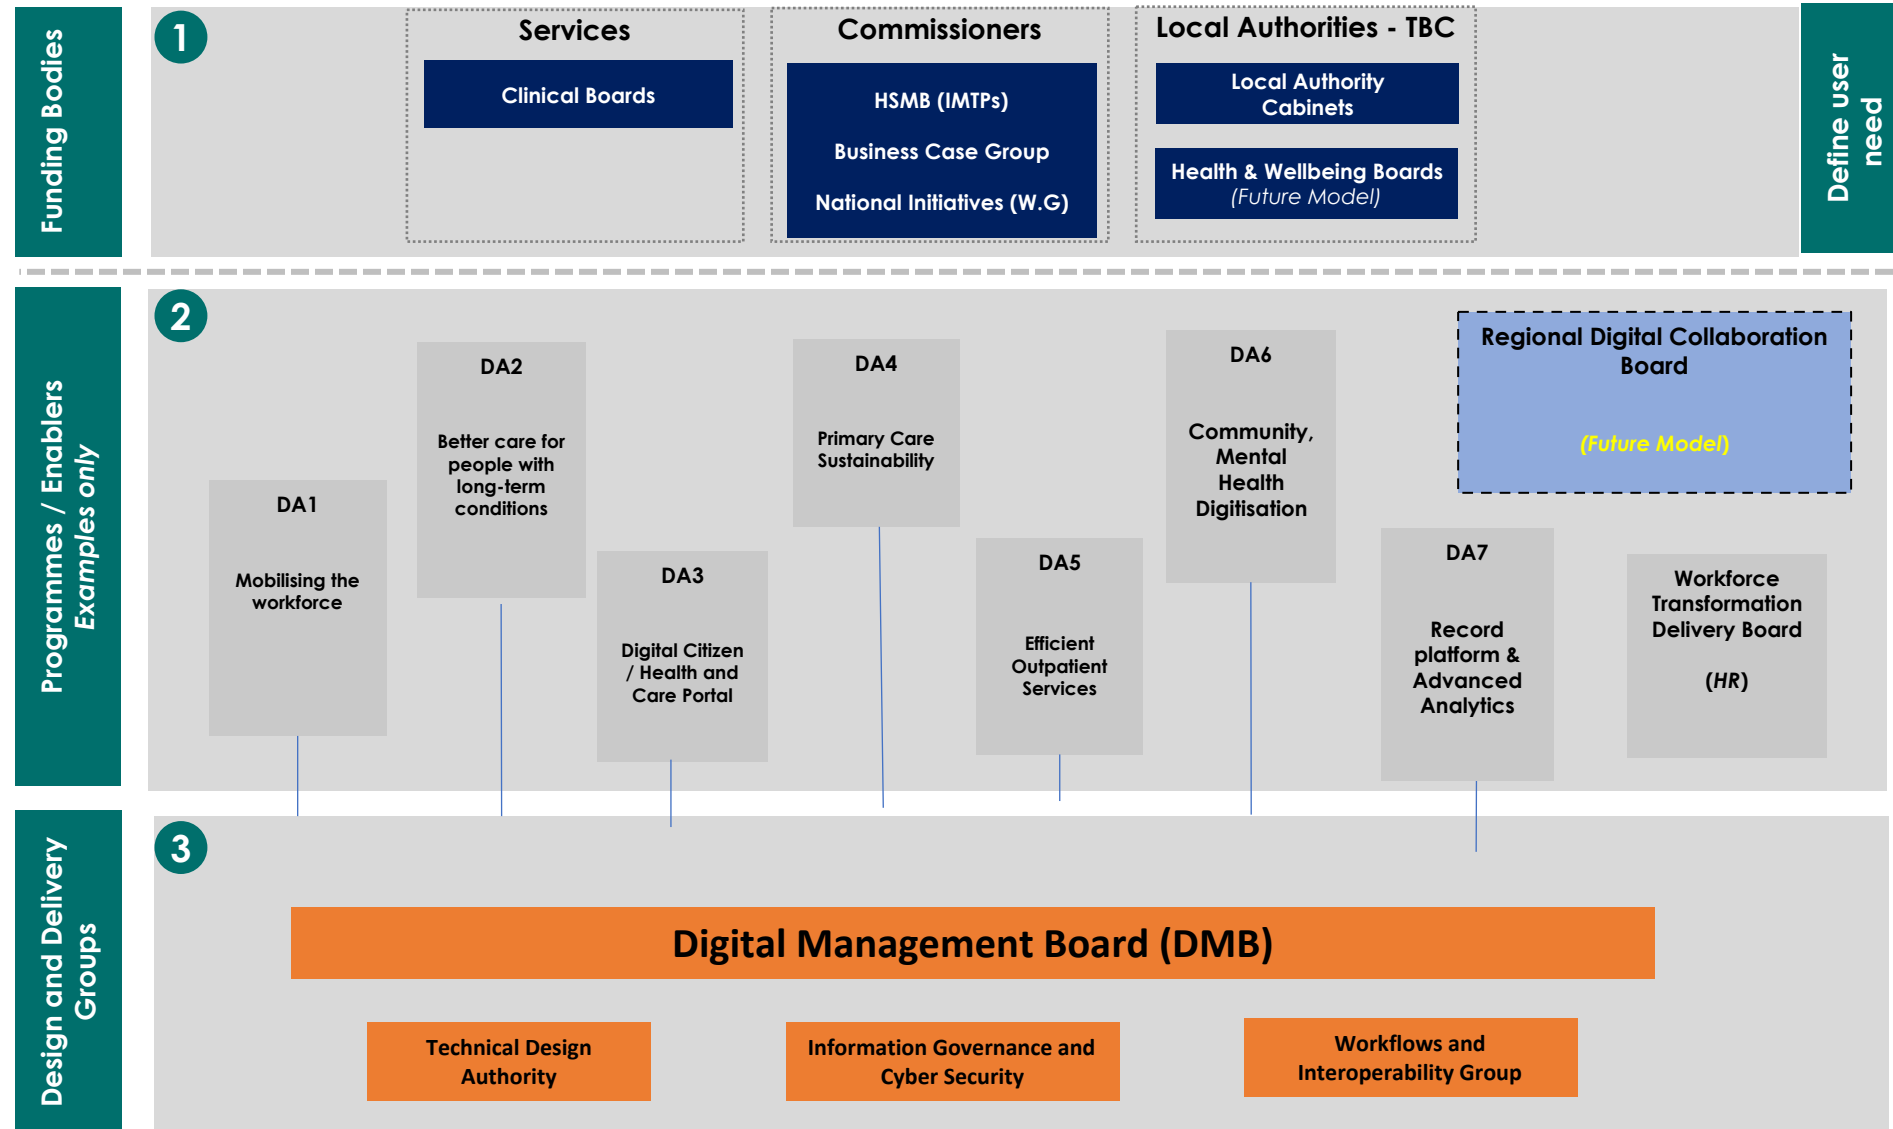 Funding Bodies
1
Services
Clinical Boards
Commissioners
HSMB (IMTPs)
Business Case Group
National Initiatives (W.G)
Local Authorities - TBC
Local Authority
Cabinets
Health & Wellbeing Boards
(Future Model)
Define user
need
Programmes / Enablers
Examples only
2
DA1
Mobilising the
workforce
DA2
Better care for
people with
long-term
conditions
DA3
Digital Citizen
/ Health and
Care Portal
DA4
Primary Care
Sustainability
DA5
Efficient
Outpatient
Services
DA6
Community,
Mental
Health
Digitisation
DA7
Record
platform &
Advanced
Analytics
Regional Digital Collaboration
Board
(Future Model)
Workforce
Transformation
Delivery Board
(HR)
Design and Delivery
Groups
3
Digital Management Board (DMB)
Technical Design
Authority
Information Governance and
Cyber Security
Workflows and
Interoperability Group